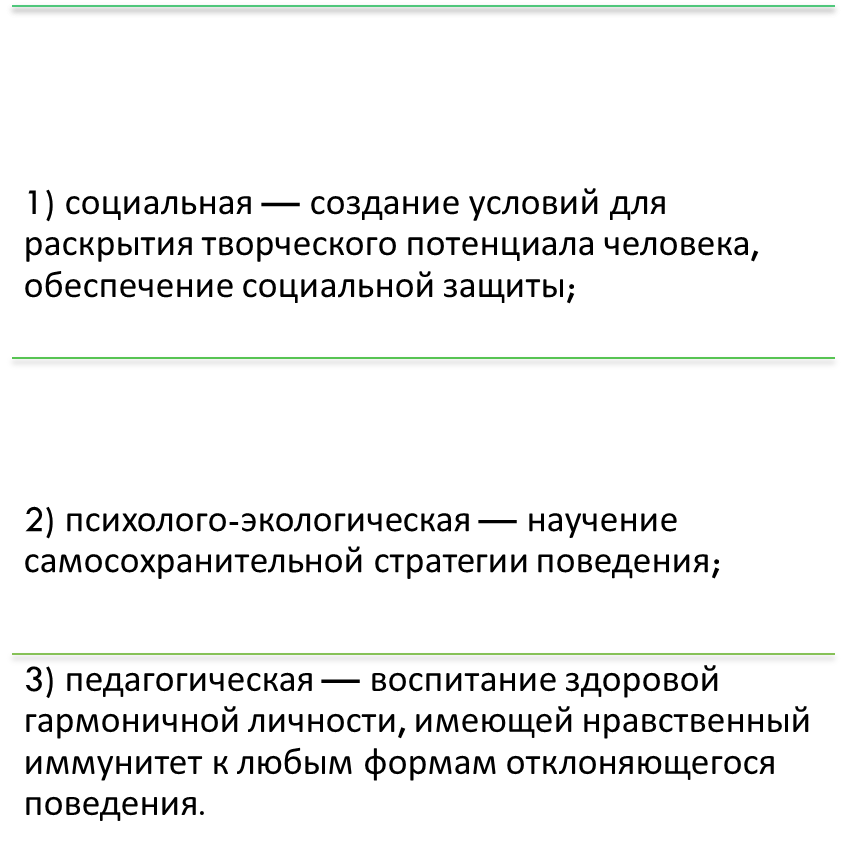 1) социальная — создание условий для
раскрытия творческого потенциала человека,
обеспечение социальной защиты;
2) психолого-экологическая — научение
самосохранительной стратегии поведения;
3) педагогическая — воспитание здоровой
гармоничной личности, имеющей нравственный
иммунитет к любым формам отклоняющегося
поведения.